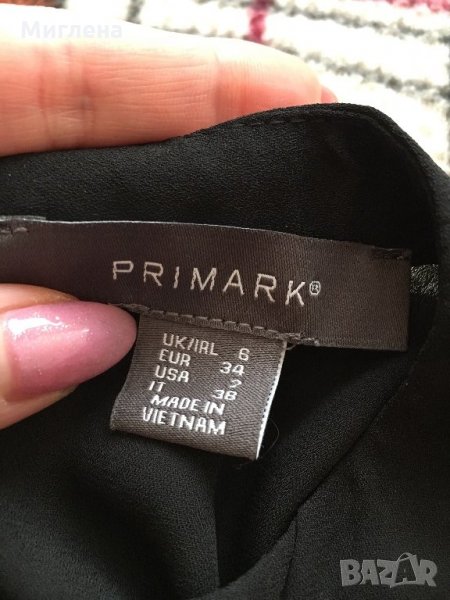 Миглена
PRIMARK®
UK/IRL 6
EUR 34
USA 2
IT 38
MADE IN
VIETNAM
BAZAR